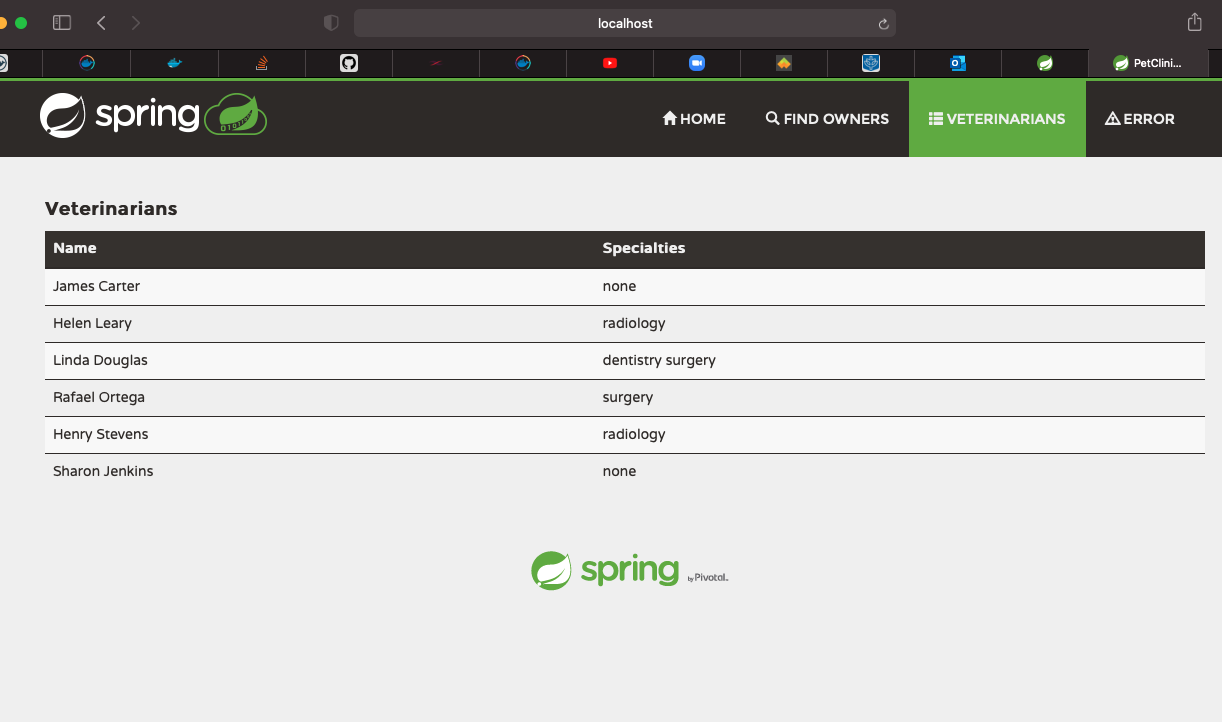 localhost
PetClini...
spring
HOME
FIND OWNERS
VETERINARIANS
ERROR
Veterinarians
Name Specialties
James Carter none
Helen Leary radiology
Linda Douglas dentistry surgery
Rafael Ortega surgery
Henry Stevens radiology
Sharon Jenkins none
spring by Pivotal.